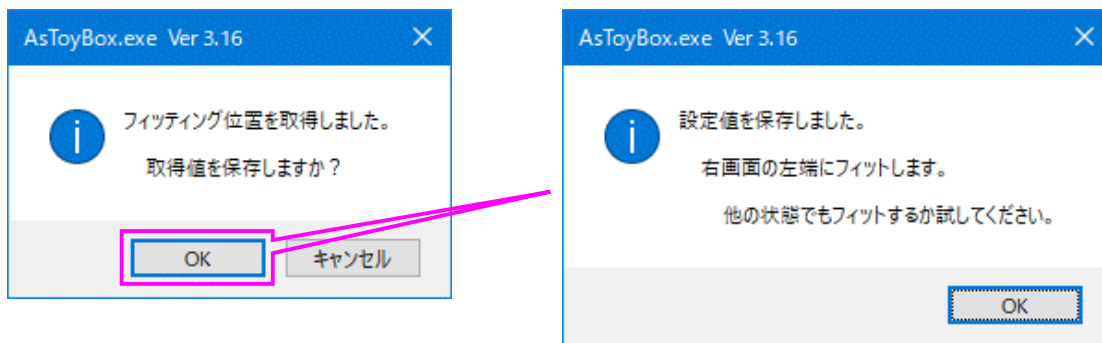 AsToyBox.exe Ver 3.16
フィッティング位置を取得しました。
取得値を保存しますか？
OK
キャンセル
AsToyBox.exe Ver 3.16
設定値を保存しました。
右画面の左端にフィットします。
他の状態でもフィットするか試してください。
OK